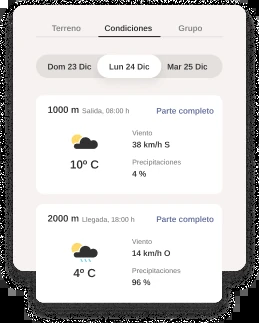 Terreno Condiciones Grupo
Dom 23 Dic Lun 24 Dic Mar 25 Dic
1000 m Salida, 08:00 h Parte completo
Viento
38 km/h S
10º C
Precipitaciones
4 %
2000 m Llegada, 18:00 h Parte completo
Viento
14 km/h O
4º C
Precipitaciones
96 %